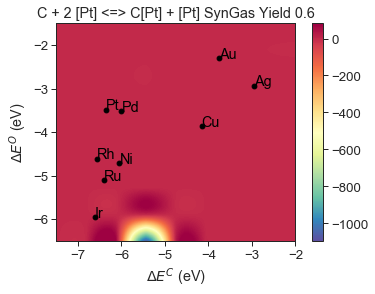 C + 2 [Pt] <=> C[Pt] + [Pt] SynGas Yield 0.6
−2
−3
−4
−5
−6
ΔE^O (eV)
Au
Ag
Pt
Pd
Cu
Rh
Ni
Ru
Ir
−7
−6
−5
−4
−3
−2
ΔE^C (eV)
0
−200
−400
−600
−800
−1000